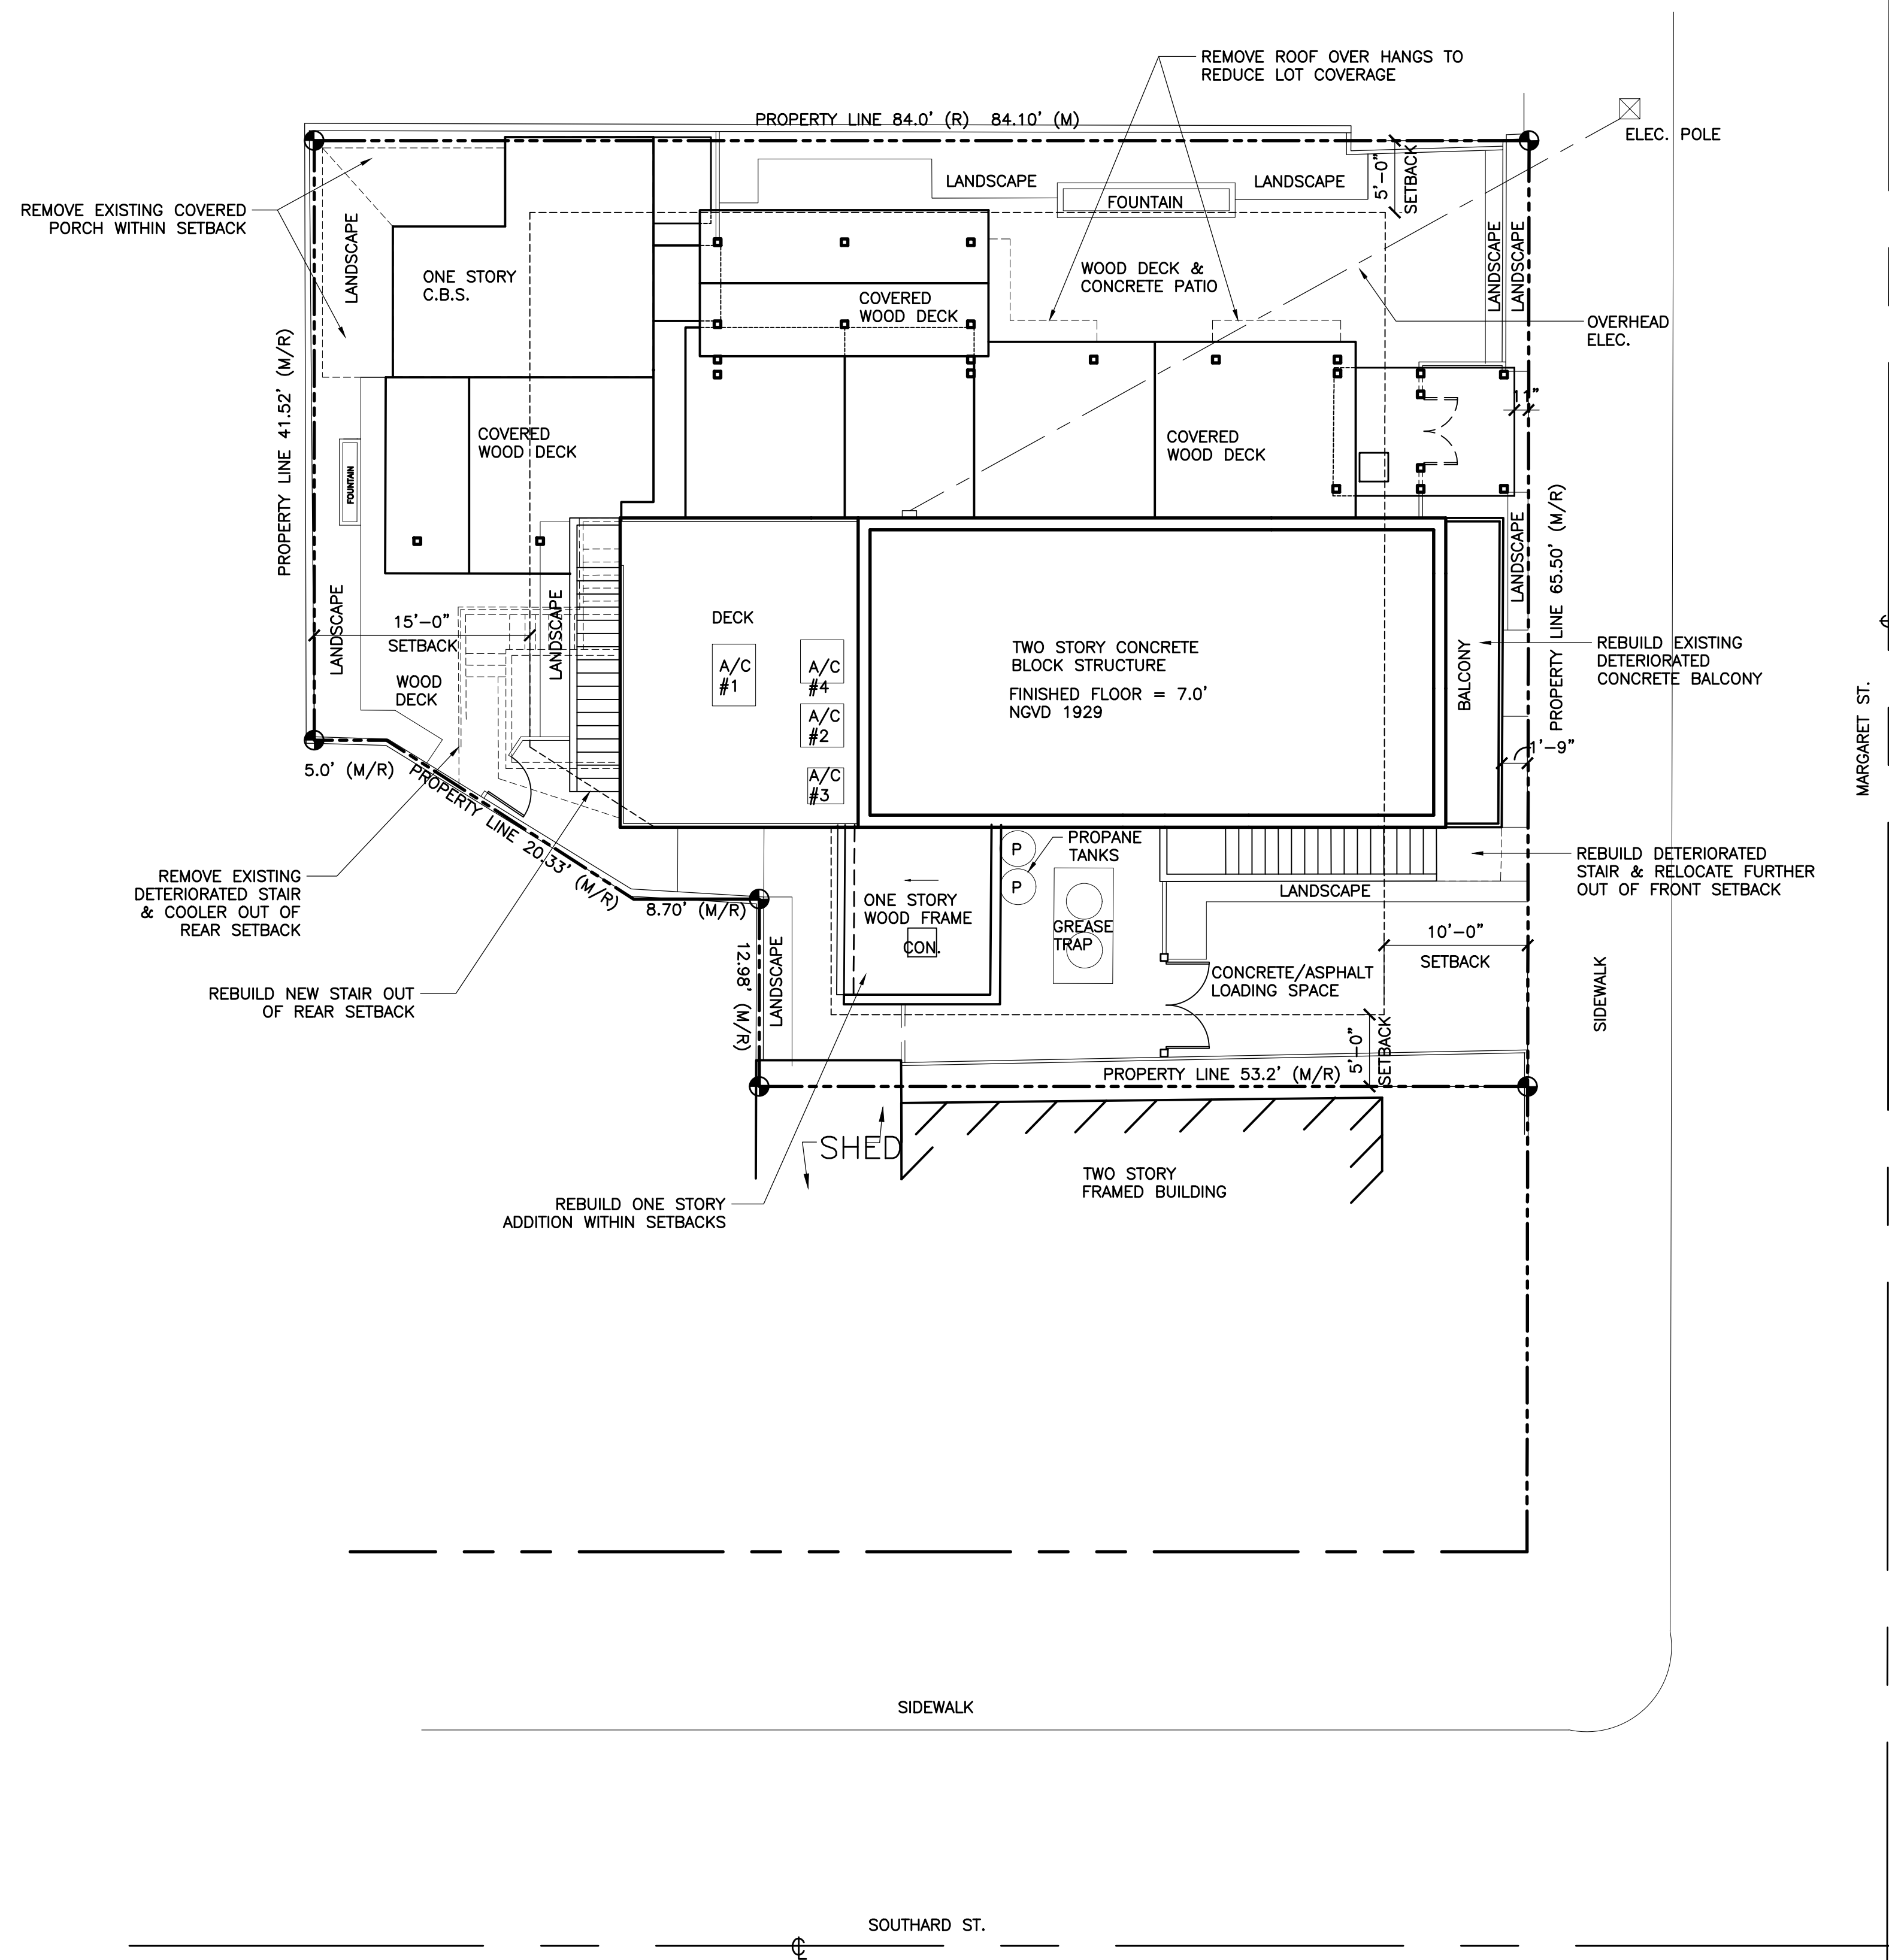 REMOVE ROOF OVER HANGS TO
REDUCE LOT COVERAGE
PROPERTY LINE 84.0' (R) 84.10' (M)
ELEC. POLE
5'-0"
SETBACK
LANDSCAPE
FOUNTAIN
LANDSCAPE
REMOVE EXISTING COVERED
PORCH WITHIN SETBACK
LANDSCAPE
ONE STORY
C.B.S.
COVERED
WOOD DECK
WOOD DECK &
CONCRETE PATIO
LANDSCAPE
LANDSCAPE
OVERHEAD
ELEC.
PROPERTY LINE 41.52' (M/R)
COVERED
WOOD DECK
FOUNTAIN
COVERED
WOOD DECK
11"
LANDSCAPE
PROPERTY LINE 65.50' (M/R)
LANDSCAPE
15'-0"
SETBACK
LANDSCAPE
WOOD
DECK
DECK
A/C
#1
A/C
#4
A/C
#2
A/C
#3
TWO STORY CONCRETE
BLOCK STRUCTURE
FINISHED FLOOR = 7.0'
NGVD 1929
BALCONY
REBUILD EXISTING
DETERIORATED
CONCRETE BALCONY
MARGARET ST.
1'-9"
5.0' (M/R)
PROPERTY LINE 20.33' (M/R)
8.70' (M/R)
REMOVE EXISTING
DETERIORATED STAIR
& COOLER OUT OF
REAR SETBACK
REBUILD NEW STAIR OUT
OF REAR SETBACK
12.98' (M/R)
LANDSCAPE
ONE STORY
WOOD FRAME
CON.
P
P
PROPANE
TANKS
GREASE
TRAP
LANDSCAPE
REBUILD DETERIORATED
STAIR & RELOCATE FURTHER
OUT OF FRONT SETBACK
10'-0"
SETBACK
CONCRETE/ASPHALT
LOADING SPACE
SIDEWALK
5'-0"
SETBACK
PROPERTY LINE 53.2' (M/R)
SHED
TWO STORY
FRAMED BUILDING
REBUILD ONE STORY
ADDITION WITHIN SETBACKS
SIDEWALK
SOUTHARD ST.